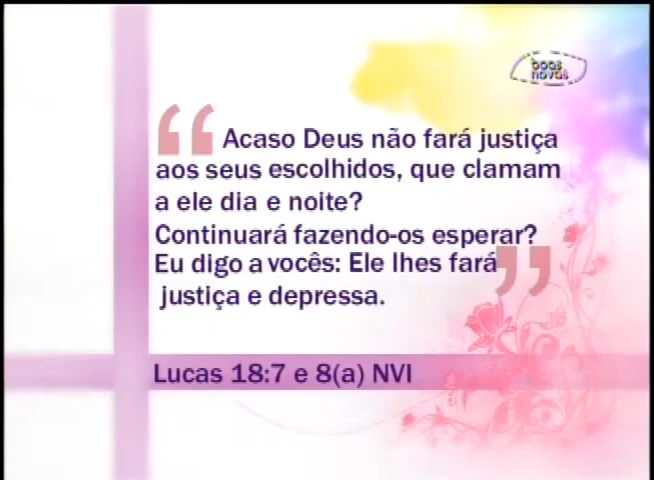 boas
novas
“ Acaso Deus não fará justiça
aos seus escolhidos, que clamam
a ele dia e noite?
Continuará fazendo-os esperar?
Eu digo a vocês: Ele lhes fará ”
justiça e depressa.
Lucas 18:7 e 8(a) NVI